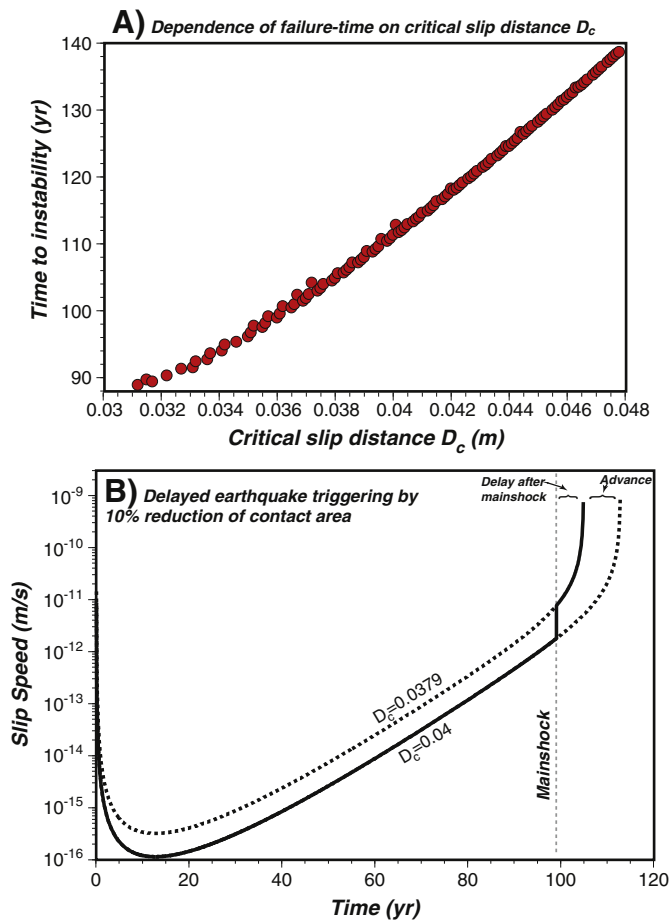 A) Dependence of failure-time on critical slip distance Dc
140
130
120
110
100
90
Time to instability (yr)
0.03 0.032 0.034 0.036 0.038 0.04 0.042 0.044 0.046 0.048
Critical slip distance Dc (m)
B) Delayed earthquake triggering by
10% reduction of contact area
Delay after
mainshock
Advance
10-9
10-10
10-11
10-12
10-13
10-14
10-15
10-16
Slip Speed (m/s)
Dc=0.0379
Dc=0.04
Mainshock
0 20 40 60 80 100 120
Time (yr)